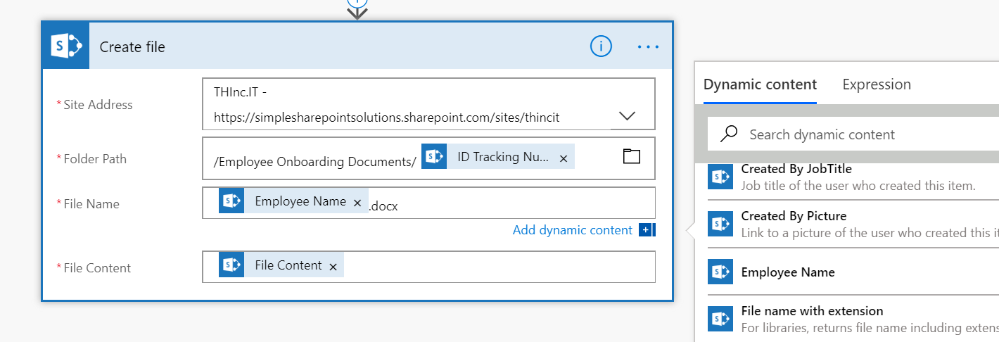 Create file
* Site Address
THInc.IT -
https://simplesharepointsolutions.sharepoint.com/sites/thincit
* Folder Path
/Employee Onboarding Documents/ ID Tracking Nu... ×
* File Name
Employee Name × .docx
Add dynamic content
* File Content
File Content ×
Dynamic content Expression
Search dynamic content
Created By JobTitle
Job title of the user who created this item.
Created By Picture
Link to a picture of the user who created this it
Employee Name
File name with extension
For libraries, returns file name including exten